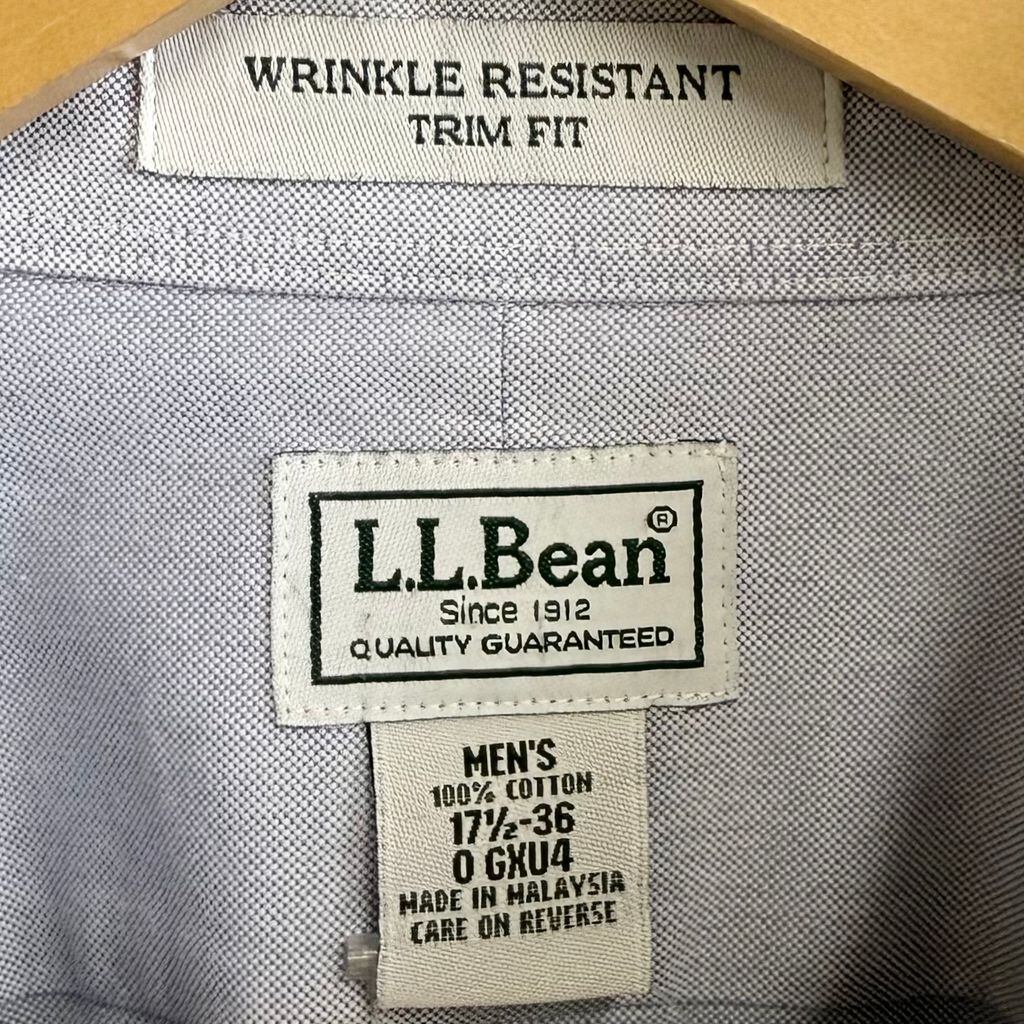 WRINKLE RESISTANT
TRIM FIT
L.L.Bean®
Since 1912
QUALITY GUARANTEED
MEN'S
100% COTTON
17½-36
0 GXU4
MADE IN MALAYSIA
CARE ON REVERSE